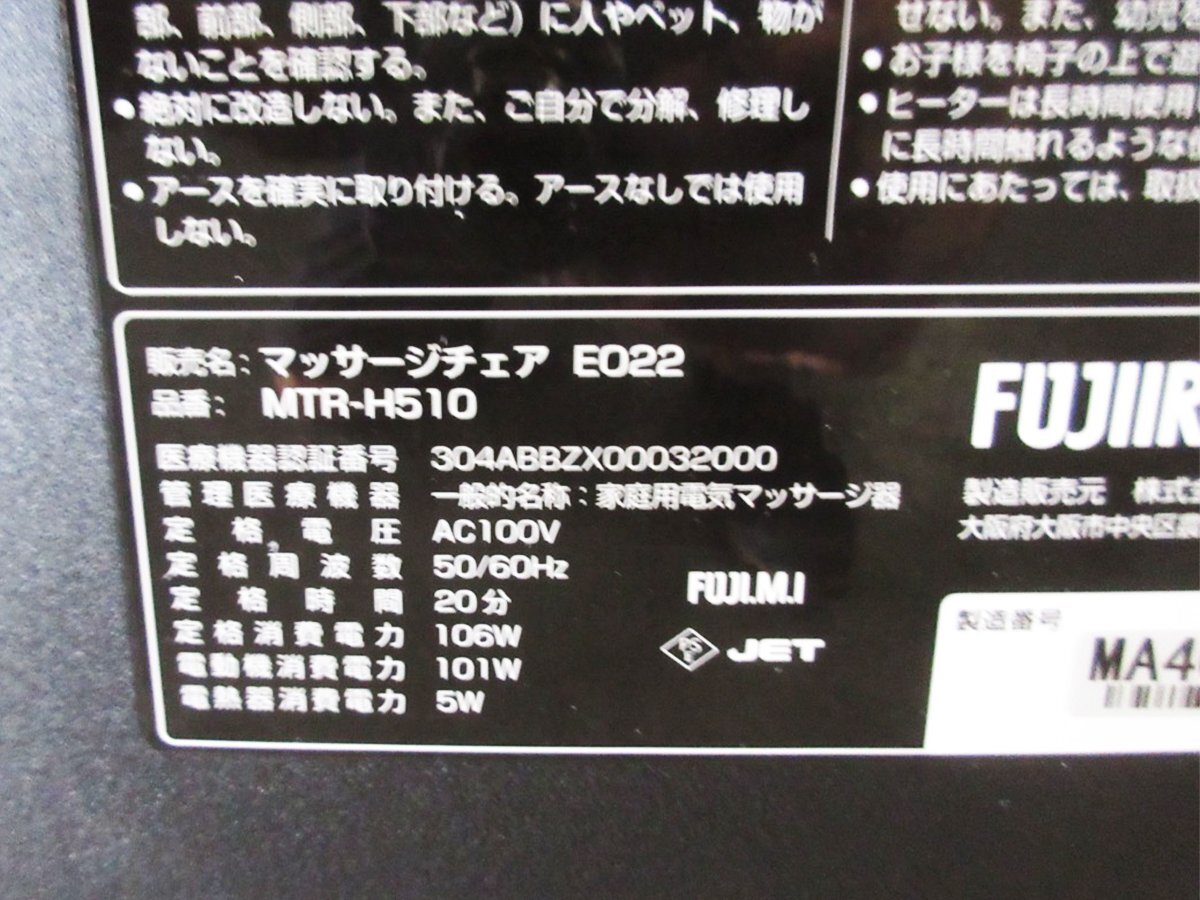 部、前部、側部、下部など）に人やペット、物が
ないことを確認する。
●絶対に改造しない。また、ご自分で分解、修理し
ない。
●アースを確実に取り付ける。アースなしでは使用
しない。
せない。また、幼児を
●お子様を椅子の上で遊
●ヒーターは長時間使用
に長時間触れるような使
●使用にあたっては、取扱
販売名：マッサージチェア E022
品番： MTR-H510
医療機器認証番号 304ABBZX00032000
管理医療機器 一般的名称：家庭用電気マッサージ器
定格電圧 AC100V
定格周波数 50/60Hz
定格時間 20分
定格消費電力 106W
電動機消費電力 101W
電熱器消費電力 5W
FUJI.M.I
PS
E
JET
FUJIIR
製造販売元 株式
大阪府大阪市中央区農
製造番号
MA4